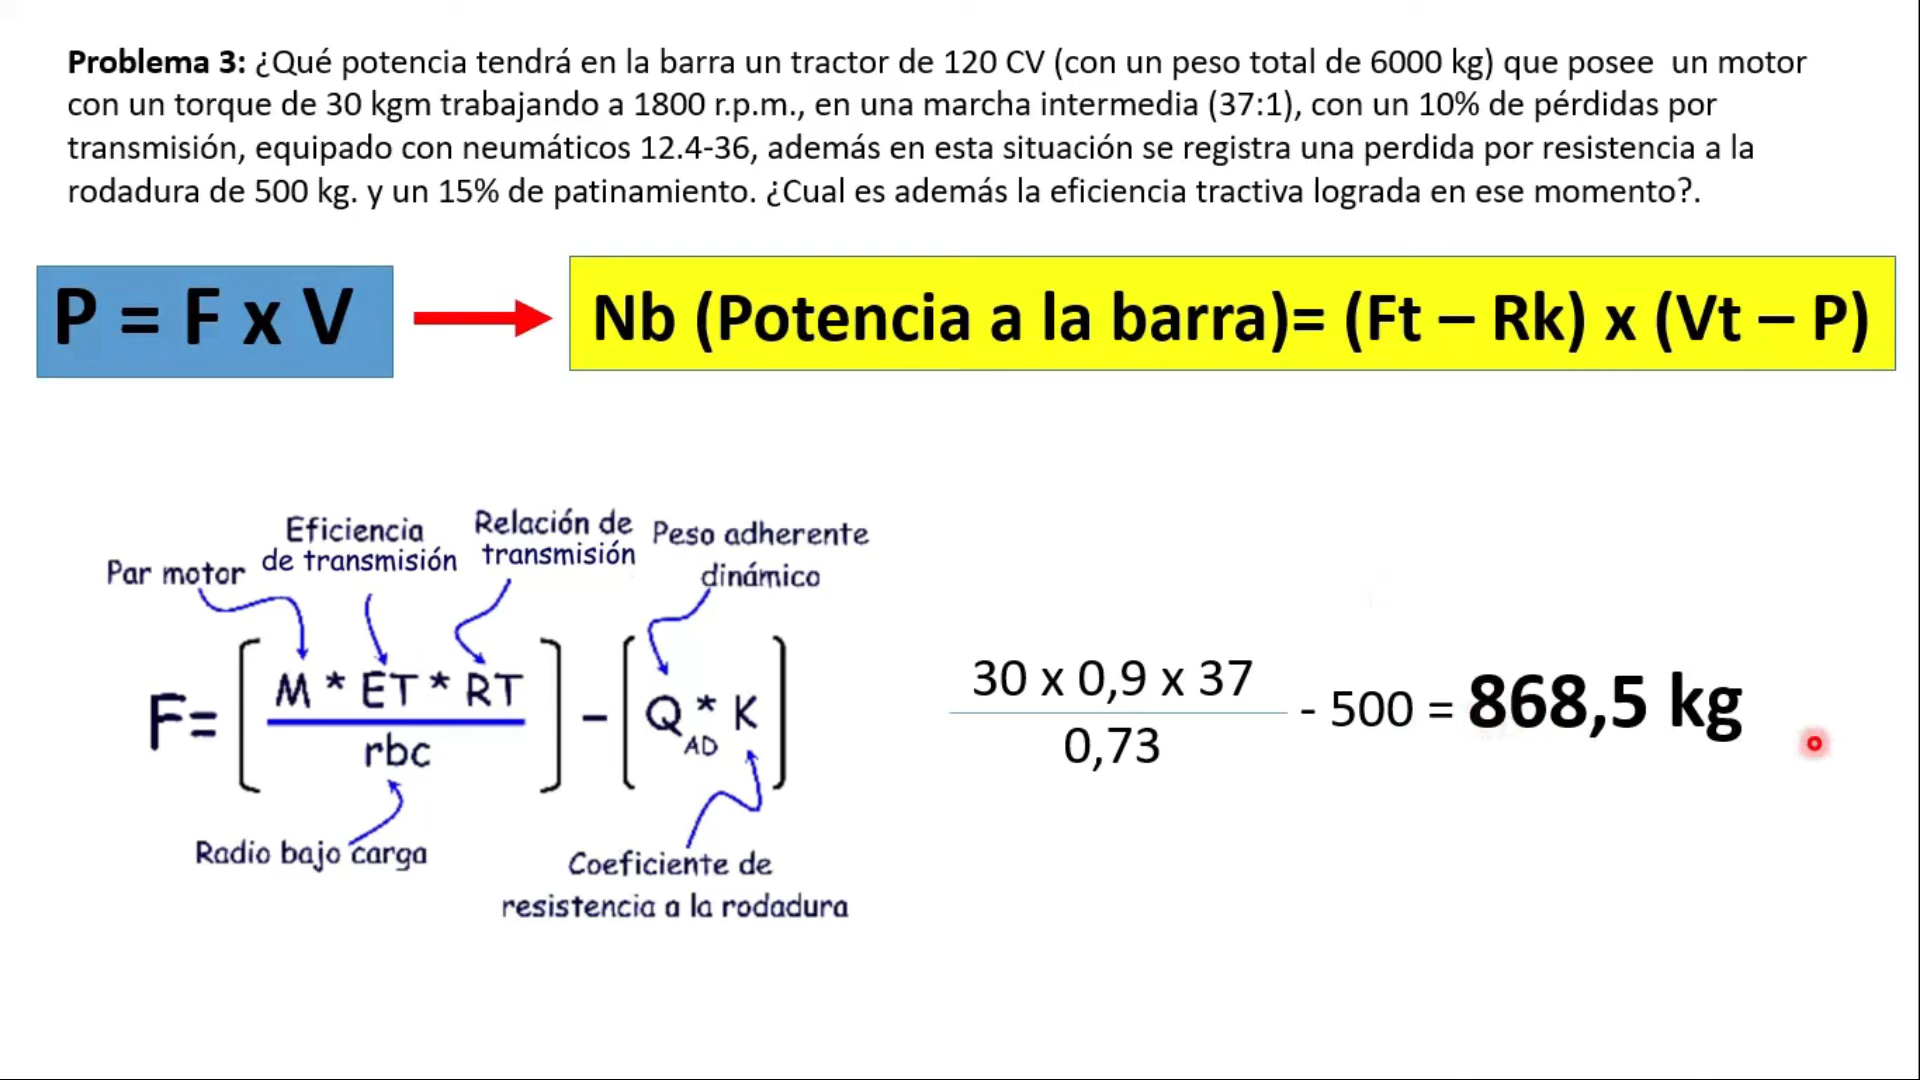 Problema 3: ¿Qué potencia tendrá en la barra un tractor de 120 CV (con un peso total de 6000 kg) que posee un motor
con un torque de 30 kgm trabajando a 1800 r.p.m., en una marcha intermedia (37:1), con un 10% de pérdidas por
transmisión, equipado con neumáticos 12.4-36, además en esta situación se registra una perdida por resistencia a la
rodadura de 500 kg. y un 15% de patinamiento. ¿Cual es además la eficiencia tractiva lograda en ese momento?.
P = F x V
Nb (Potencia a la barra)= (Ft – Rk) x (Vt – P)
Par motor
Eficiencia
de transmisión
Relación de
transmisión
Peso adherente
dinámico
F= [ M * ET * RT
rbc ] – [ Q AD * K ]
Radio bajo carga
Coeficiente de
resistencia a la rodadura
30 x 0,9 x 37
0,73
- 500 = 868,5 kg